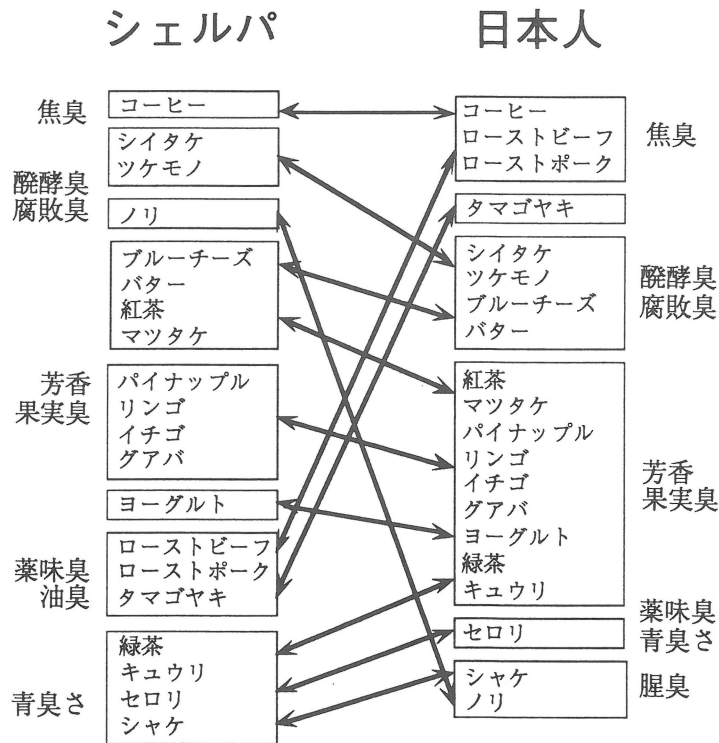 シェルパ
日本人
焦臭
コーヒー
シイタケ
ツケモノ
醗酵臭
腐敗臭
ノリ
ブルーチーズ
バター
紅茶
マツタケ
芳香
果実臭
パイナップル
リンゴ
イチゴ
グアバ
ヨーグルト
薬味臭
油臭
ローストビーフ
ローストポーク
タマゴヤキ
青臭さ
緑茶
キュウリ
セロリ
シャケ
コーヒー
ローストビーフ
ローストポーク
焦臭
タマゴヤキ
シイタケ
ツケモノ
ブルーチーズ
バター
醗酵臭
腐敗臭
紅茶
マツタケ
パイナップル
リンゴ
イチゴ
グアバ
ヨーグルト
緑茶
キュウリ
芳香
果実臭
セロリ
薬味臭
青臭さ
シャケ
ノリ
腥臭